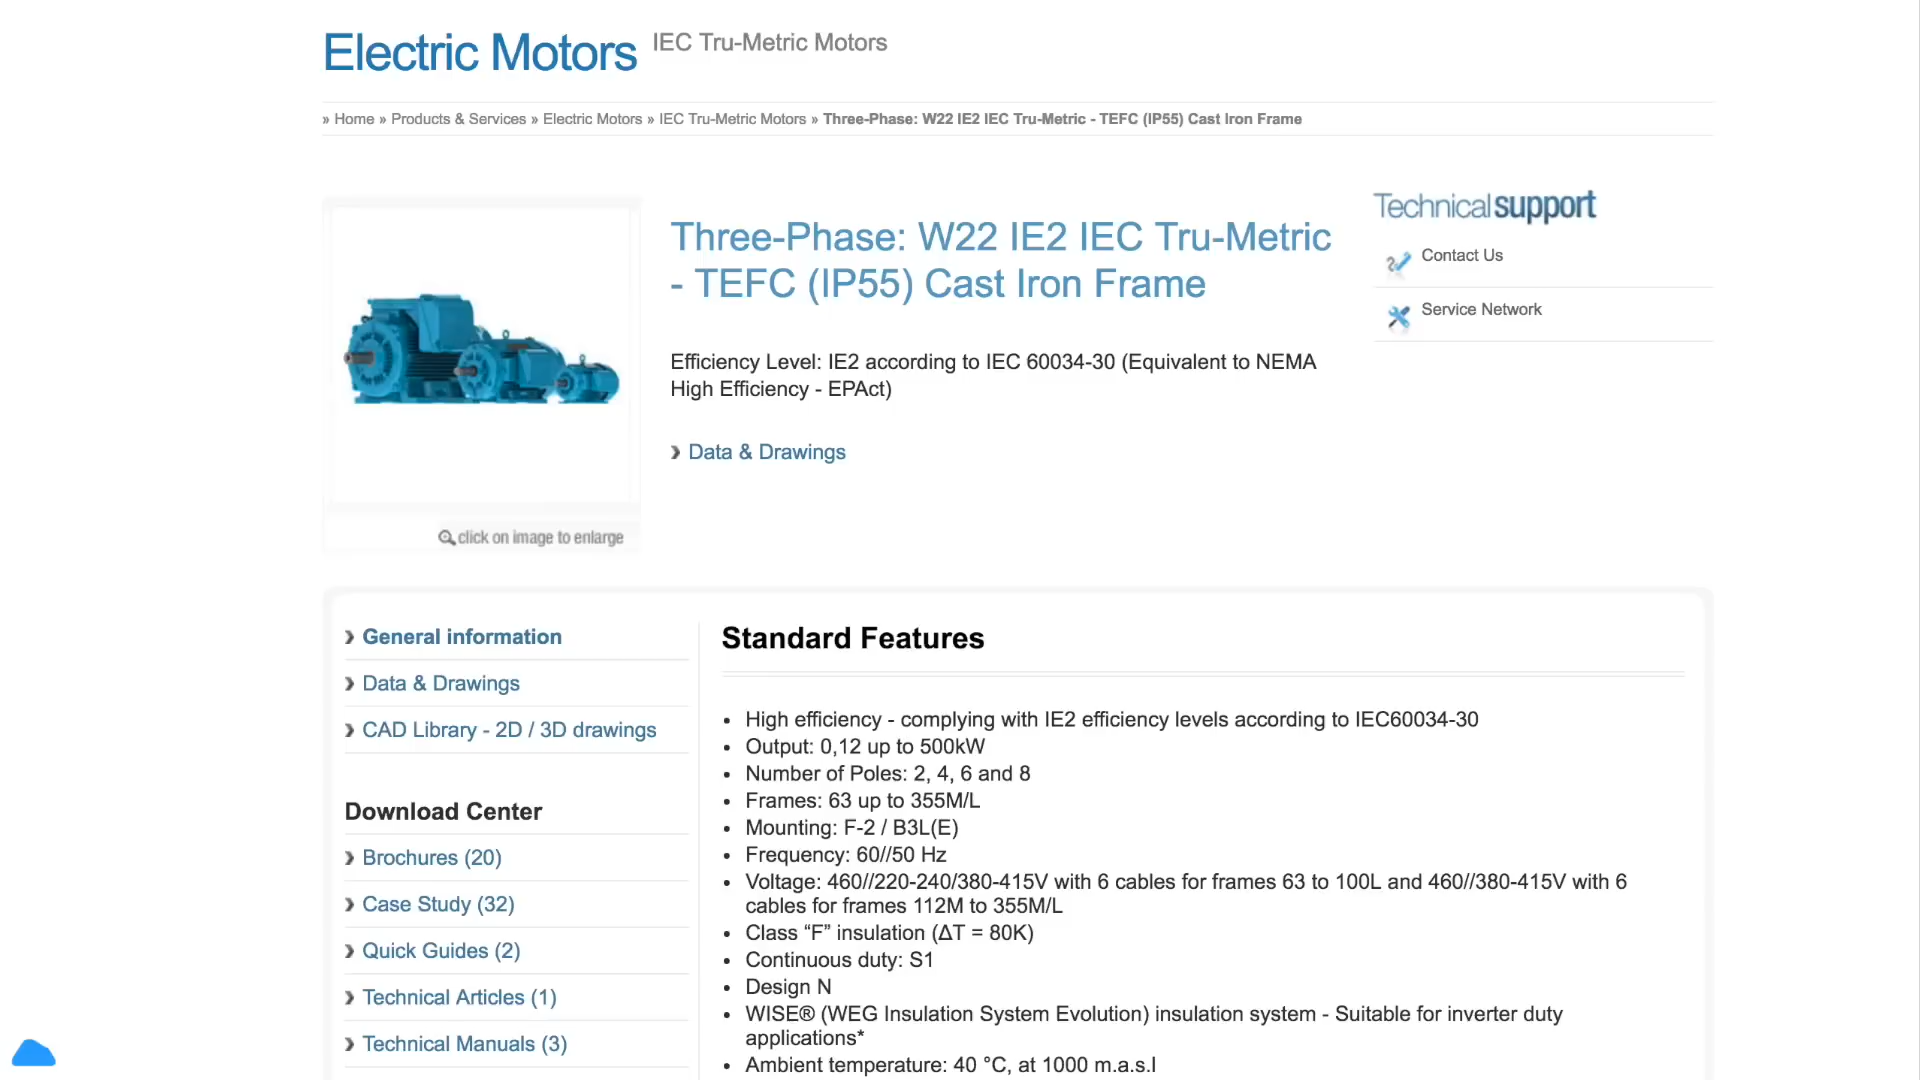 Electric Motors IEC Tru-Metric Motors
» Home » Products & Services » Electric Motors » IEC Tru-Metric Motors » Three-Phase: W22 IE2 IEC Tru-Metric - TEFC (IP55) Cast Iron Frame
Three-Phase: W22 IE2 IEC Tru-Metric
- TEFC (IP55) Cast Iron Frame
Efficiency Level: IE2 according to IEC 60034-30 (Equivalent to NEMA
High Efficiency - EPAct)
Data & Drawings
click on image to enlarge
Technicalsupport
Contact Us
Service Network
General information
Data & Drawings
CAD Library - 2D / 3D drawings
Download Center
Brochures (20)
Case Study (32)
Quick Guides (2)
Technical Articles (1)
Technical Manuals (3)
Standard Features
• High efficiency - complying with IE2 efficiency levels according to IEC60034-30
• Output: 0,12 up to 500kW
• Number of Poles: 2, 4, 6 and 8
• Frames: 63 up to 355M/L
• Mounting: F-2 / B3L(E)
• Frequency: 60//50 Hz
• Voltage: 460//220-240/380-415V with 6 cables for frames 63 to 100L and 460//380-415V with 6
cables for frames 112M to 355M/L
• Class “F” insulation (ΔT = 80K)
• Continuous duty: S1
• Design N
• WISE® (WEG Insulation System Evolution) insulation system - Suitable for inverter duty
applications*
• Ambient temperature: 40 °C, at 1000 m.a.s.l